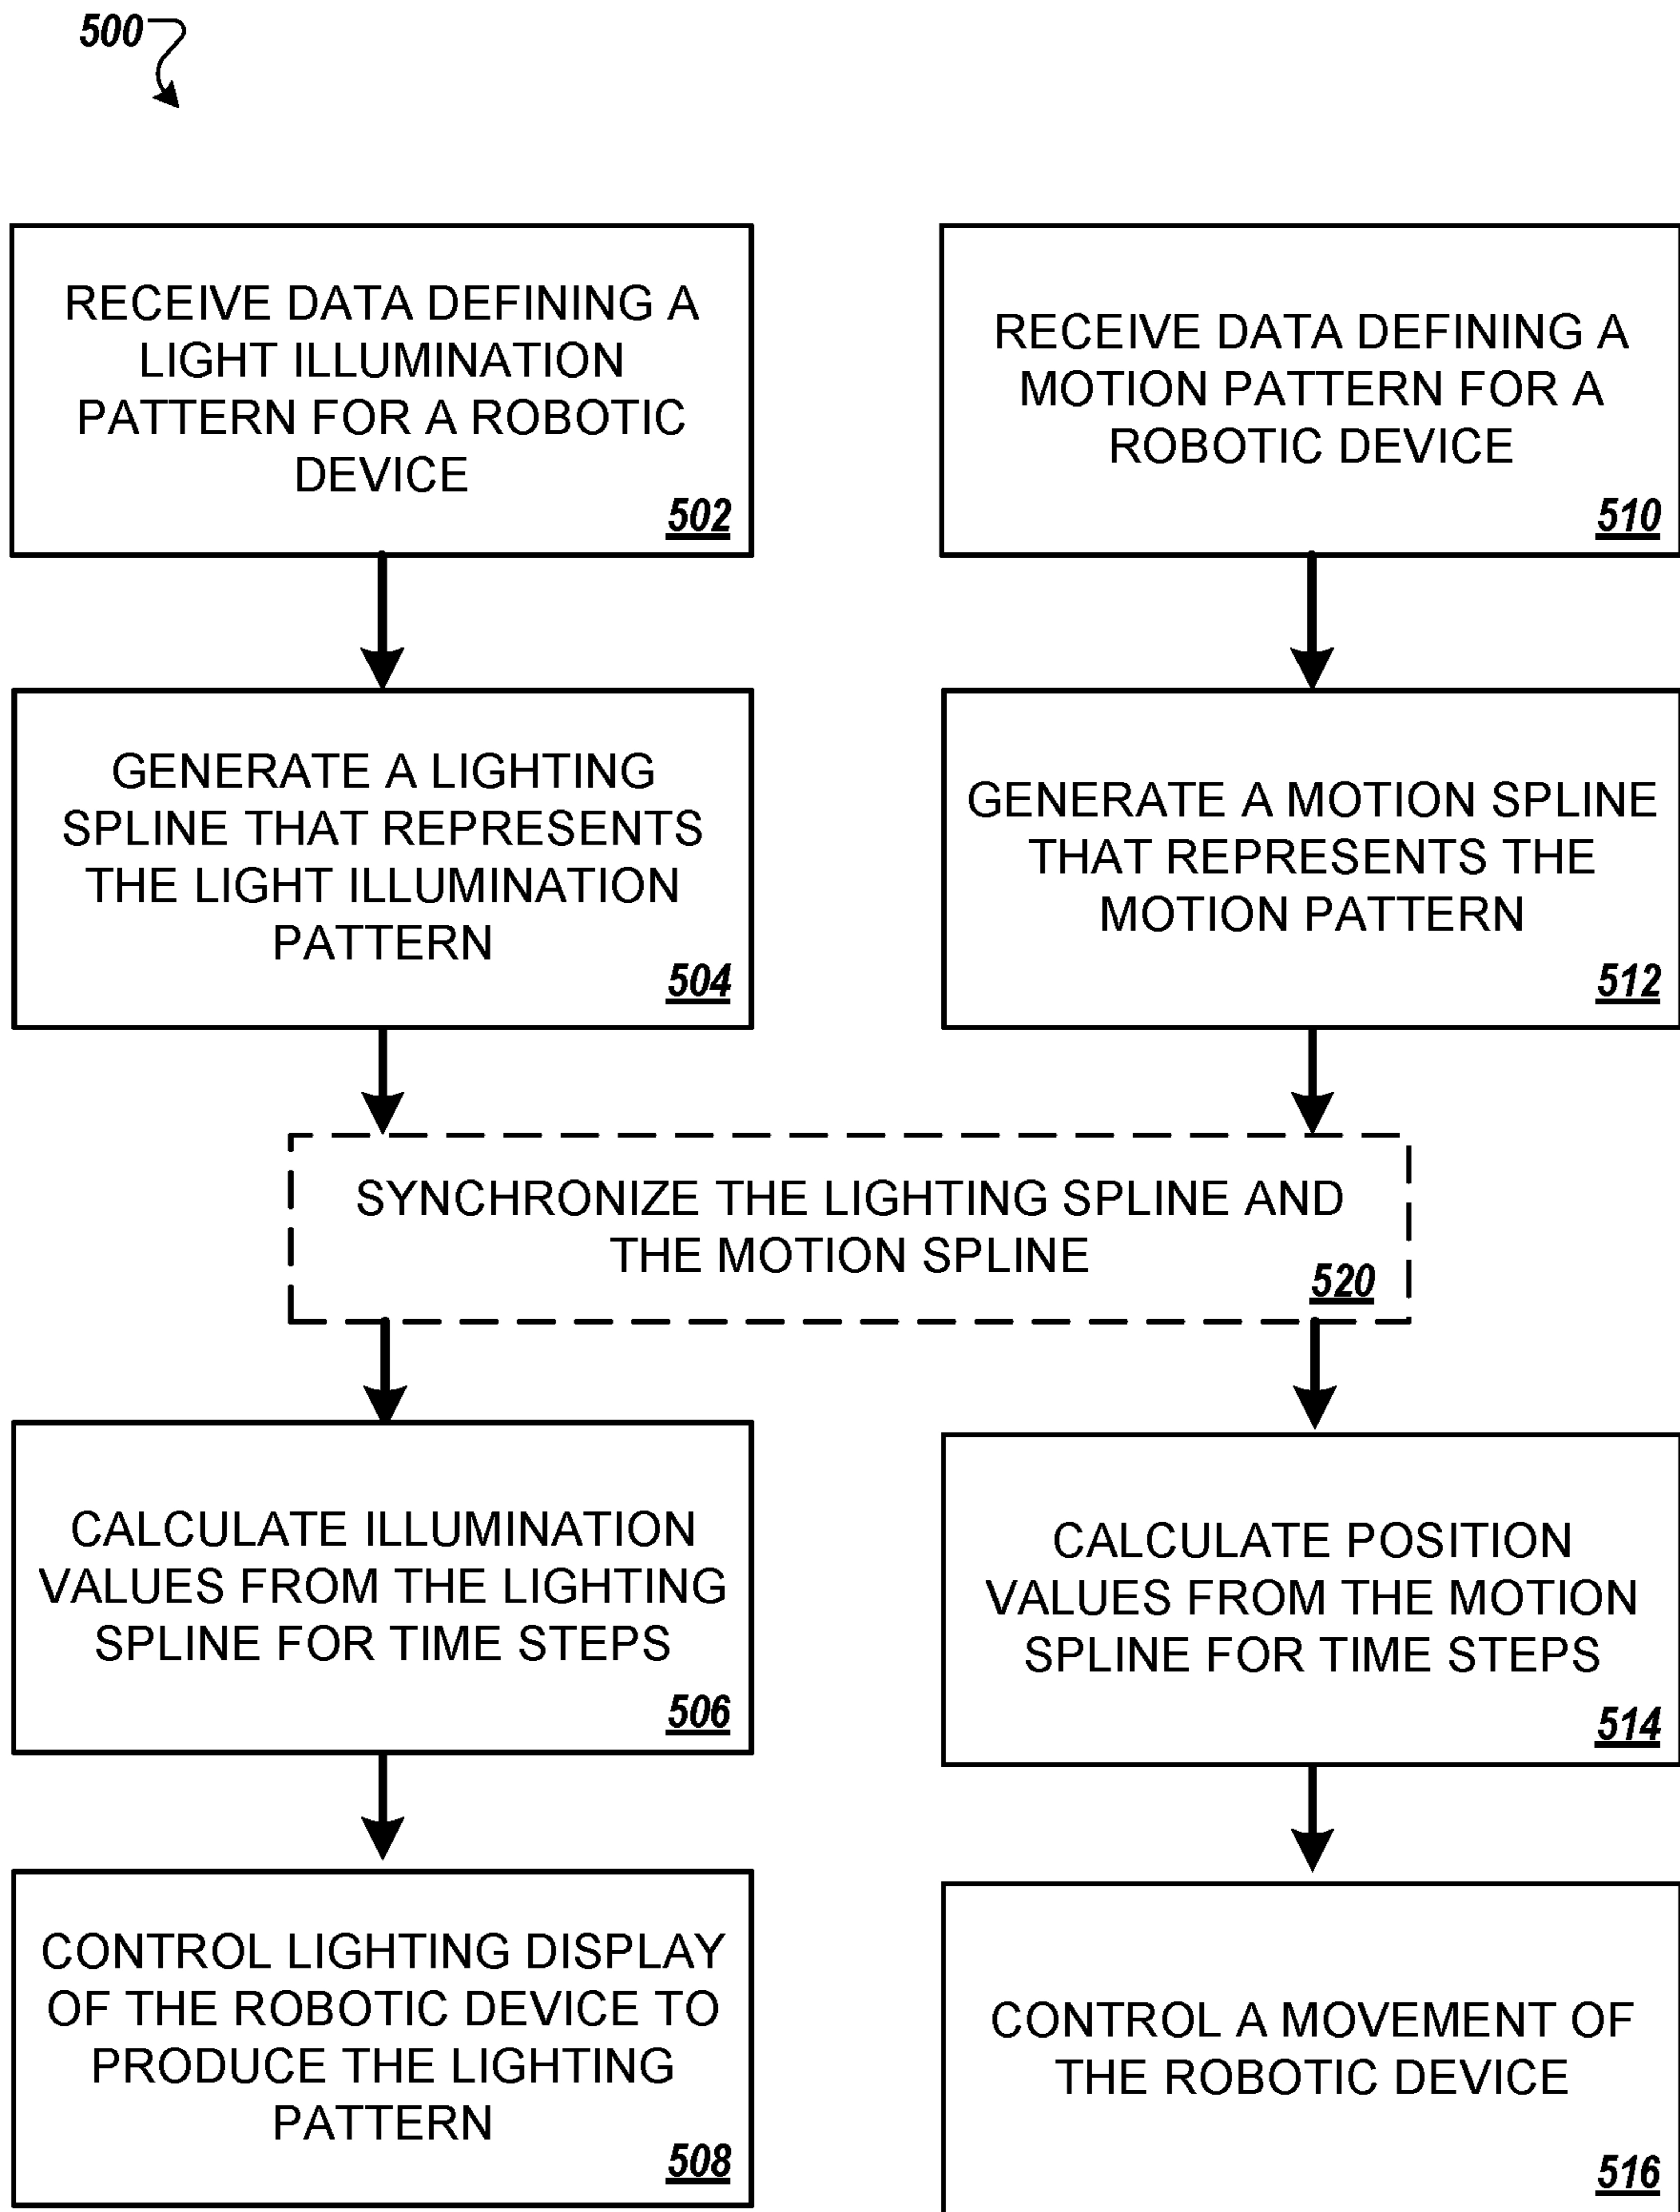 500
RECEIVE DATA DEFINING A
LIGHT ILLUMINATION
PATTERN FOR A ROBOTIC
DEVICE
502
GENERATE A LIGHTING
SPLINE THAT REPRESENTS
THE LIGHT ILLUMINATION
PATTERN
504
RECEIVE DATA DEFINING A
MOTION PATTERN FOR A
ROBOTIC DEVICE
510
GENERATE A MOTION SPLINE
THAT REPRESENTS THE
MOTION PATTERN
512
SYNCHRONIZE THE LIGHTING SPLINE AND
THE MOTION SPLINE
520
CALCULATE ILLUMINATION
VALUES FROM THE LIGHTING
SPLINE FOR TIME STEPS
506
CONTROL LIGHTING DISPLAY
OF THE ROBOTIC DEVICE TO
PRODUCE THE LIGHTING
PATTERN
508
CALCULATE POSITION
VALUES FROM THE MOTION
SPLINE FOR TIME STEPS
514
CONTROL A MOVEMENT OF
THE ROBOTIC DEVICE
516